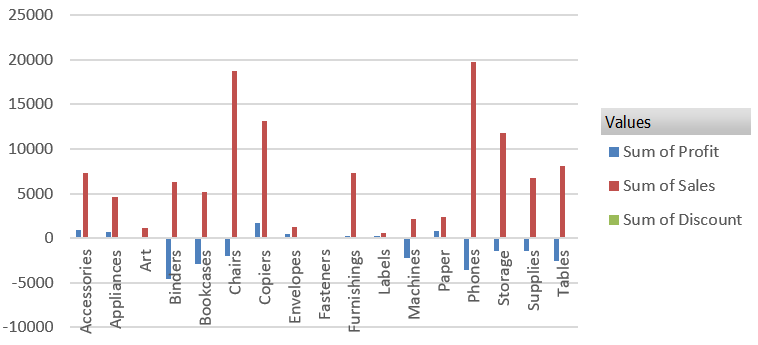 25000
20000
15000
10000
5000
0
-5000
-10000
Accessories
Appliances
Art
Binders
Bookcases
Chairs
Copiers
Envelopes
Fasteners
Furnishings
Labels
Machines
Paper
Phones
Storage
Supplies
Tables
Values
Sum of Profit
Sum of Sales
Sum of Discount